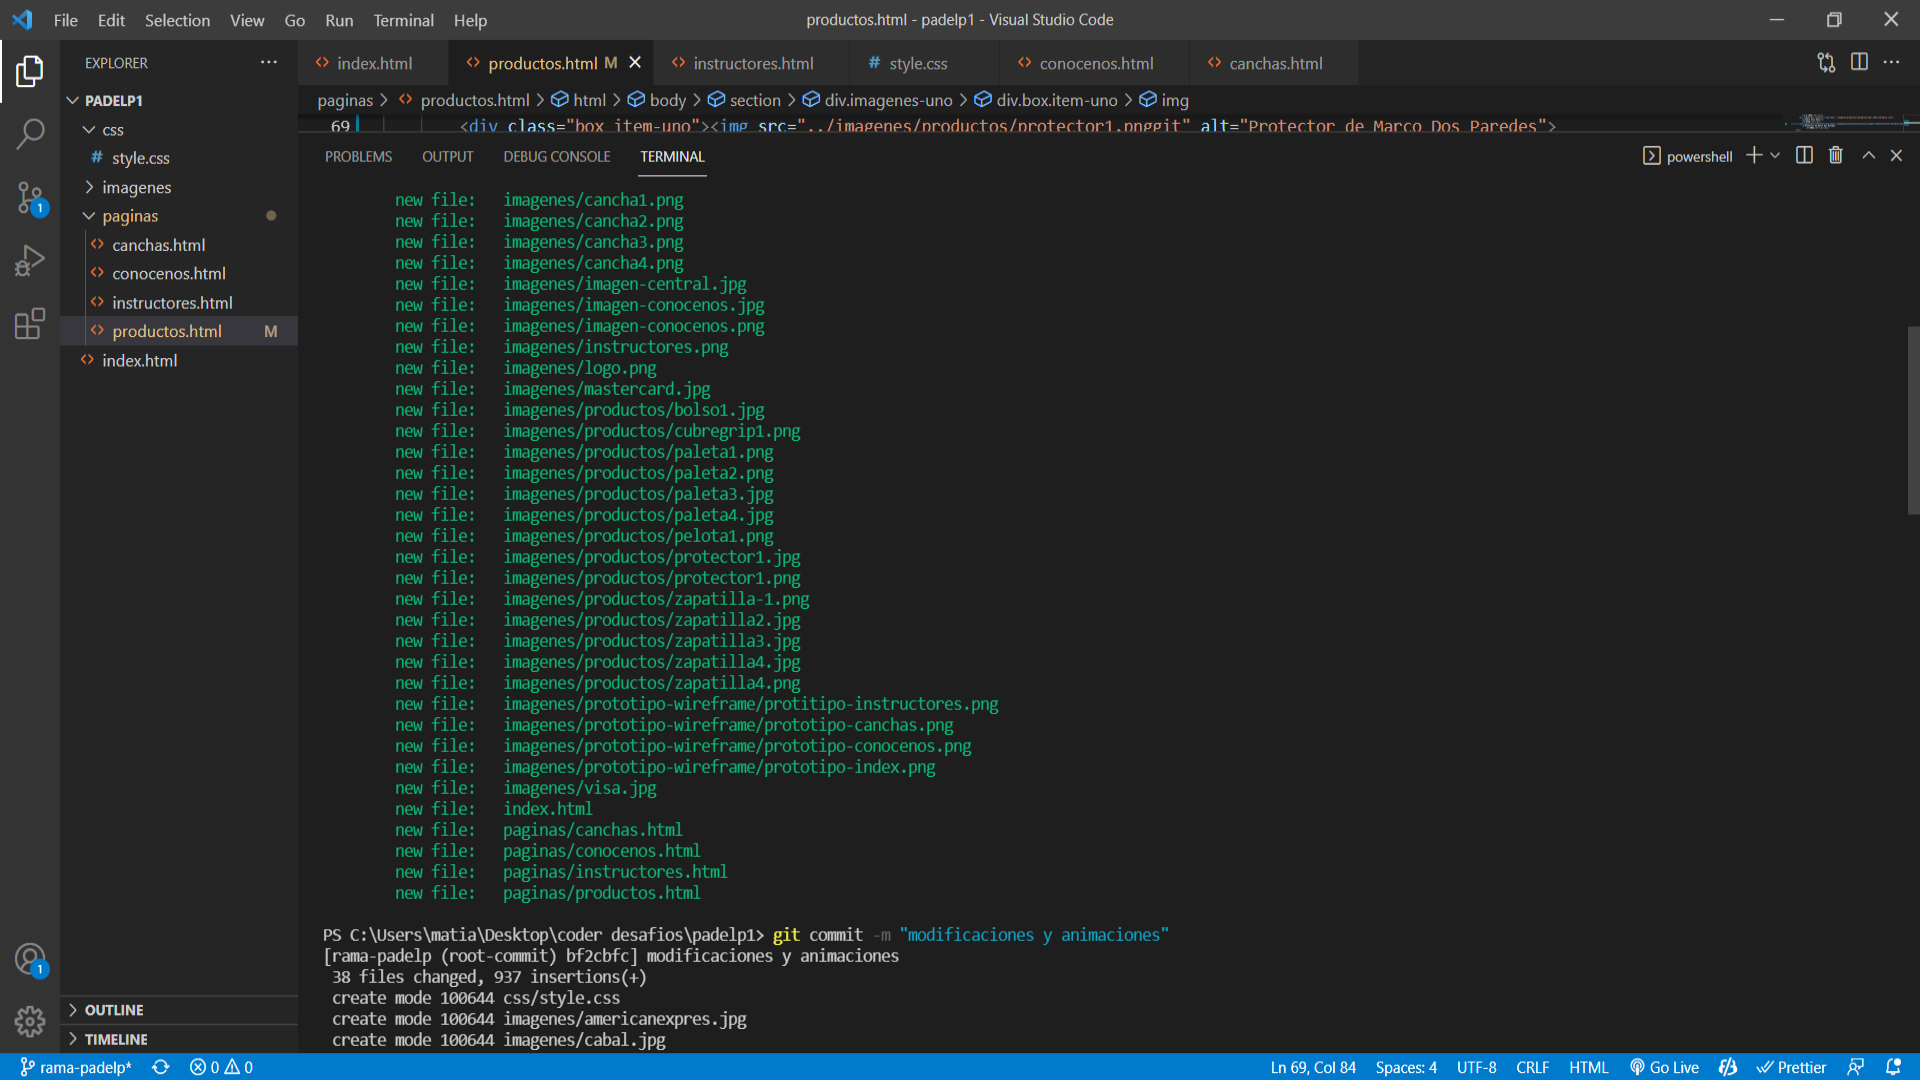 File Edit Selection View Go Run Terminal Help
productos.html - padelp1 - Visual Studio Code
EXPLORER
index.html
productos.html M
instructores.html
# style.css
conocenos.html
canchas.html
PADELP1
css
# style.css
imagenes
paginas
canchas.html
conocenos.html
instructores.html
productos.html M
index.html
OUTLINE
TIMELINE
1
1
paginas > productos.html > html > body > section > div.imagenes-uno > div.box.item-uno > img
69 <div class="box item-uno"><img src="../imagenes/productos/protector1.pnggit" alt="Protector de Marco Dos Paredes">
PROBLEMS OUTPUT DEBUG CONSOLE TERMINAL
powershell
new file: imagenes/cancha1.png
new file: imagenes/cancha2.png
new file: imagenes/cancha3.png
new file: imagenes/cancha4.png
new file: imagenes/imagen-central.jpg
new file: imagenes/imagen-conocenos.jpg
new file: imagenes/imagen-conocenos.png
new file: imagenes/instructores.png
new file: imagenes/logo.png
new file: imagenes/mastercard.jpg
new file: imagenes/productos/bolso1.jpg
new file: imagenes/productos/cubregrip1.png
new file: imagenes/productos/paleta1.png
new file: imagenes/productos/paleta2.png
new file: imagenes/productos/paleta3.jpg
new file: imagenes/productos/paleta4.jpg
new file: imagenes/productos/pelota1.png
new file: imagenes/productos/protector1.jpg
new file: imagenes/productos/protector1.png
new file: imagenes/productos/zapatilla-1.png
new file: imagenes/productos/zapatilla2.jpg
new file: imagenes/productos/zapatilla3.jpg
new file: imagenes/productos/zapatilla4.jpg
new file: imagenes/productos/zapatilla4.png
new file: imagenes/prototipo-wireframe/protitipo-instructores.png
new file: imagenes/prototipo-wireframe/prototipo-canchas.png
new file: imagenes/prototipo-wireframe/prototipo-conocenos.png
new file: imagenes/prototipo-wireframe/prototipo-index.png
new file: imagenes/visa.jpg
new file: index.html
new file: paginas/canchas.html
new file: paginas/conocenos.html
new file: paginas/instructores.html
new file: paginas/productos.html
PS C:\Users\matia\Desktop\coder desafios\padelp1> git commit -m "modificaciones y animaciones"
[rama-padelp (root-commit) bf2cbfc] modificaciones y animaciones
38 files changed, 937 insertions(+)
create mode 100644 css/style.css
create mode 100644 imagenes/americanexpres.jpg
create mode 100644 imagenes/cabal.jpg
rama-padelp* 0 0 Ln 69, Col 84 Spaces: 4 UTF-8 CRLF HTML Go Live Prettier